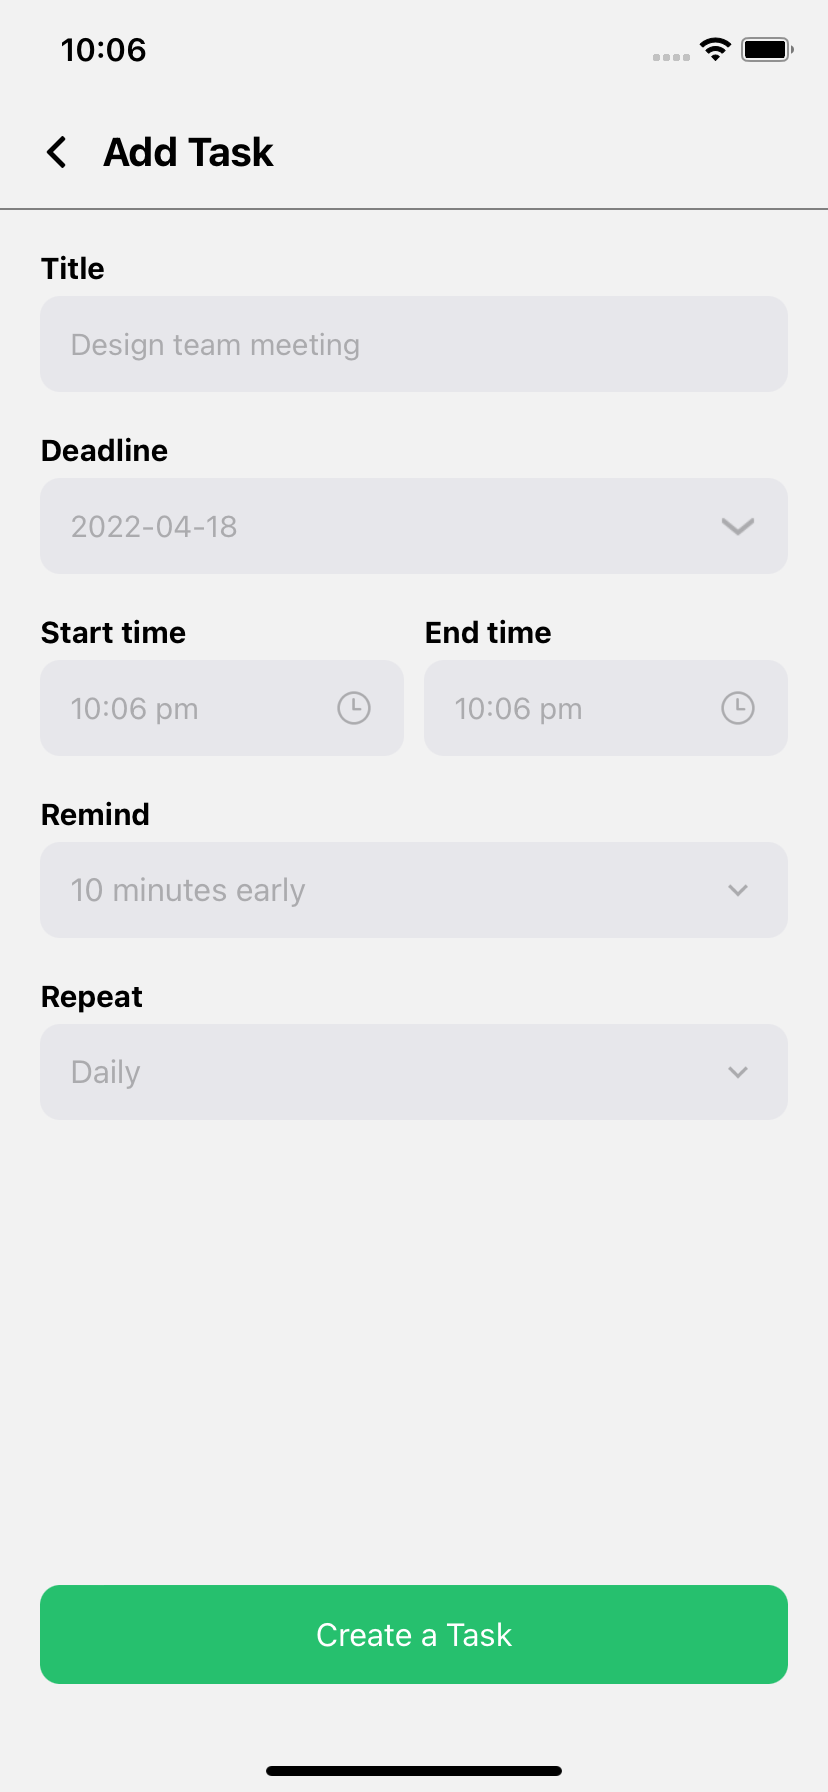 10:06
Add Task
Title
Design team meeting
Deadline
2022-04-18
Start time
End time
10:06 pm
10:06 pm
Remind
10 minutes early
Repeat
Daily
Create a Task